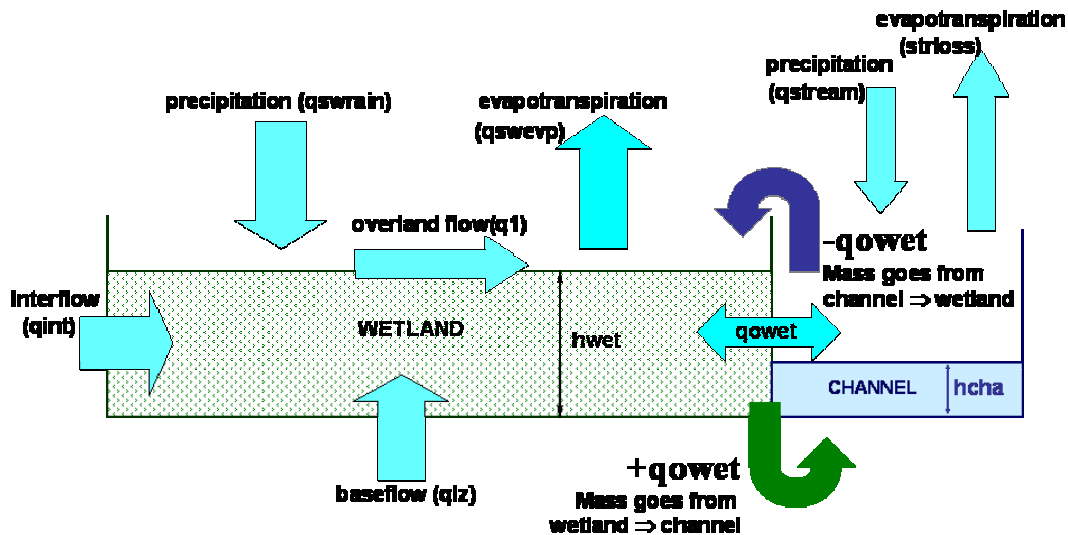 evapotranspiration
(strloss)
precipitation
(qstream)
precipitation (qswrain)
evapotranspiration
(qswevp)
overland flow(q1)
-qowet
Mass goes from
channel ⇒ wetland
Interflow
(qint)
WETLAND
hwet
qowet
CHANNEL
hcha
+qowet
Mass goes from
wetland ⇒ channel
baseflow (qlz)